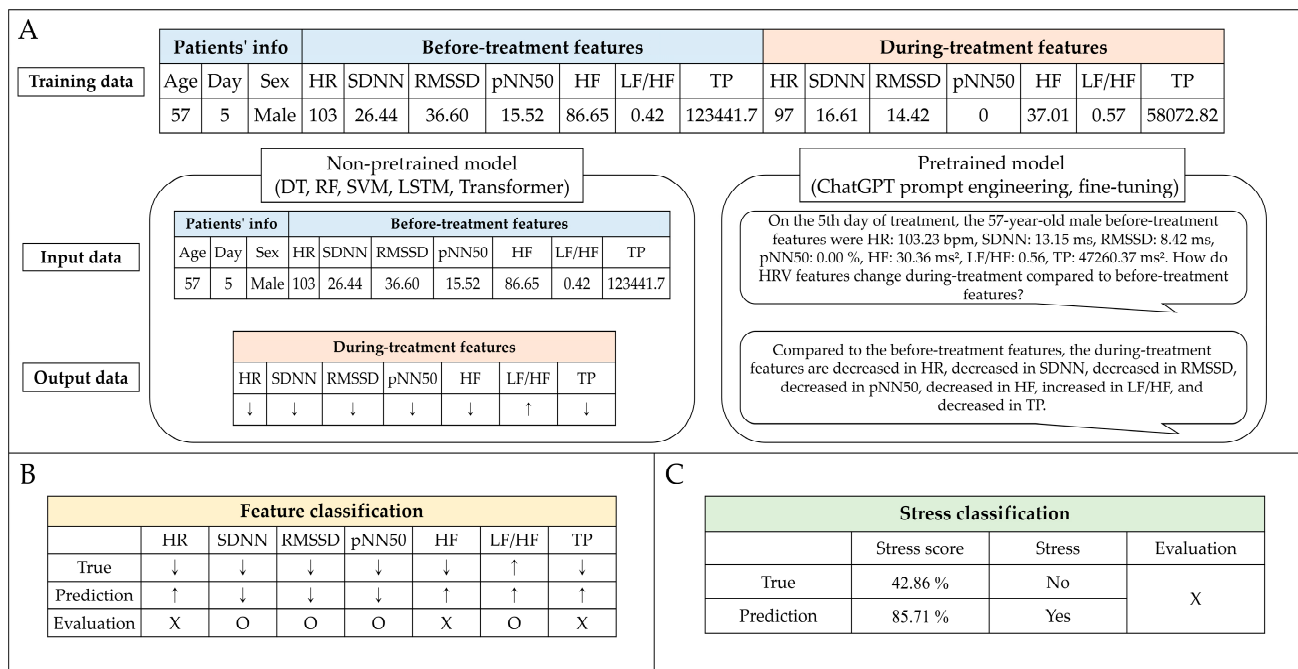 A
Patients' info Before-treatment features During-treatment features
Training data
Age Day Sex HR SDNN RMSSD pNN50 HF LF/HF TP HR SDNN RMSSD pNN50 HF LF/HF TP
57 5 Male 103 26.44 36.60 15.52 86.65 0.42 123441.7 97 16.61 14.42 0 37.01 0.57 58072.82
Non-pretrained model
(DT, RF, SVM, LSTM, Transformer)
Input data
Patients' info Before-treatment features
Age Day Sex HR SDNN RMSSD pNN50 HF LF/HF TP
57 5 Male 103 26.44 36.60 15.52 86.65 0.42 123441.7
Output data
During-treatment features
HR SDNN RMSSD pNN50 HF LF/HF TP
↓ ↓ ↓ ↓ ↓ ↑ ↓
Pretrained model
(ChatGPT prompt engineering, fine-tuning)
On the 5th day of treatment, the 57-year-old male before-treatment
features were HR: 103.23 bpm, SDNN: 13.15 ms, RMSSD: 8.42 ms,
pNN50: 0.00 %, HF: 30.36 ms², LF/HF: 0.56, TP: 47260.37 ms². How do
HRV features change during-treatment compared to before-treatment
features?
Compared to the before-treatment features, the during-treatment
features are decreased in HR, decreased in SDNN, decreased in RMSSD,
decreased in pNN50, decreased in HF, increased in LF/HF, and
decreased in TP.
B
Feature classification
HR SDNN RMSSD pNN50 HF LF/HF TP
True ↓ ↓ ↓ ↓ ↓ ↑ ↓
Prediction ↑ ↓ ↓ ↓ ↑ ↑ ↑
Evaluation X O O O X O X
C
Stress classification
Stress score Stress Evaluation
True 42.86 % No
X
Prediction 85.71 % Yes